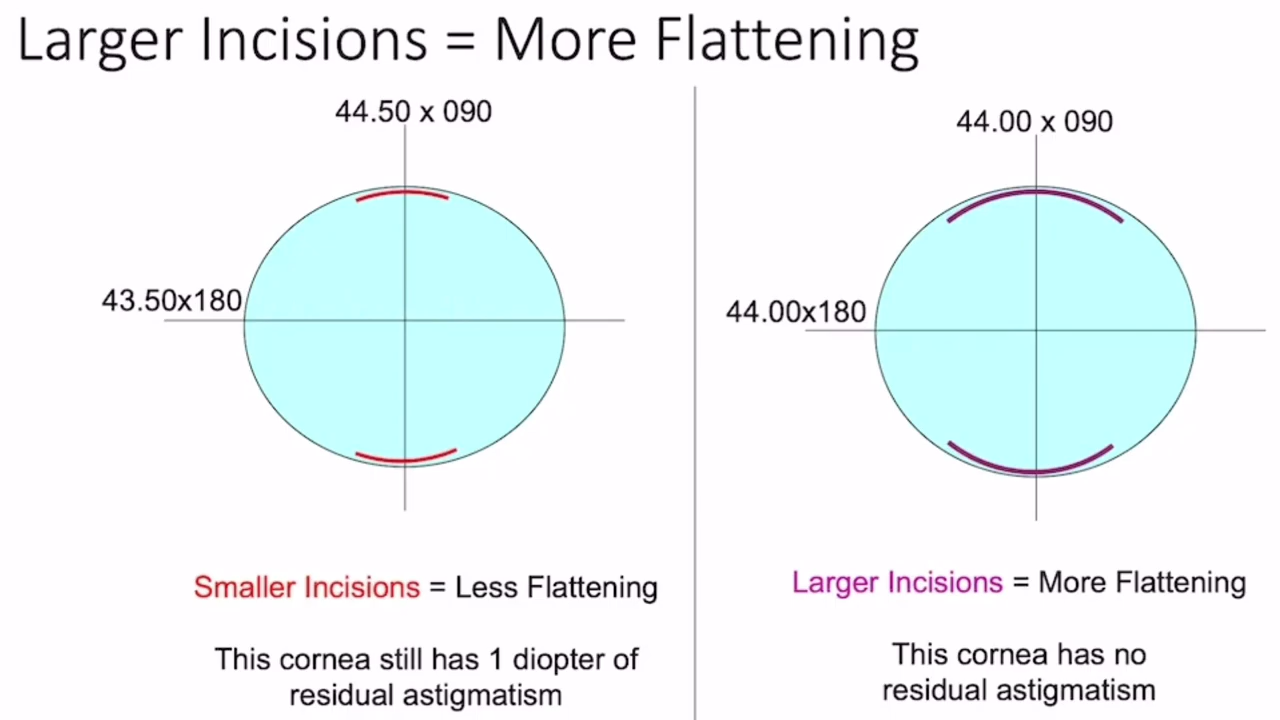 Larger Incisions = More Flattening
44.50 x 090
43.50x180
Smaller Incisions = Less Flattening
This cornea still has 1 diopter of
residual astigmatism
44.00 x 090
44.00x180
Larger Incisions = More Flattening
This cornea has no
residual astigmatism